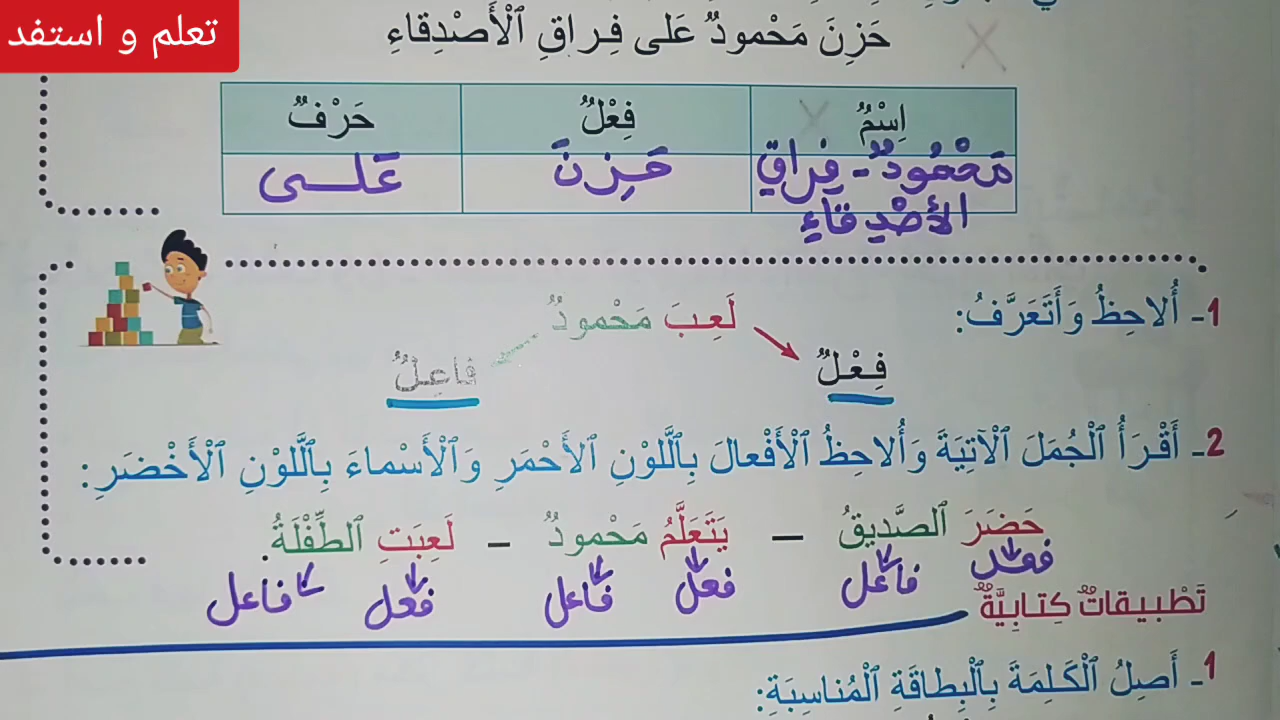 تعلم و استفد
حَزِنَ مَحْمودٌ عَلى فِراقِ ٱلْأَصْدِقاءِ
اِسْمٌ فِعْلٌ حَرْفٌ
مَحْمُودٌ - فِراقِ حَزِنَ عَلى
الأَصْدِقاءِ
1- أُلاحِظُ وَأَتَعَرَّفُ: لَعِبَ مَحْمودٌ
فِعْلٌ فاعِلٌ
2- أَقْرَأُ ٱلْجُمَلَ ٱلْآتِيَةَ وَأُلاحِظُ ٱلْأَفْعالَ بِٱللَّوْنِ ٱلأَحْمَرِ وَٱلْأَسْماءَ بِٱللَّوْنِ ٱلْأَخْضَرِ:
حَضَرَ ٱلصَّديقُ – يَتَعَلَّمُ مَحْمودٌ – لَعِبَتِ ٱلطِّفْلَةُ.
فعل فاعل فعل فاعل فعل فاعل
تَطْبيقاتٌ كِتابِيَّةٌ
1- أَصِلُ ٱلْكَلِمَةَ بِٱلْبِطاقَةِ ٱلْمُناسِبَةِ: